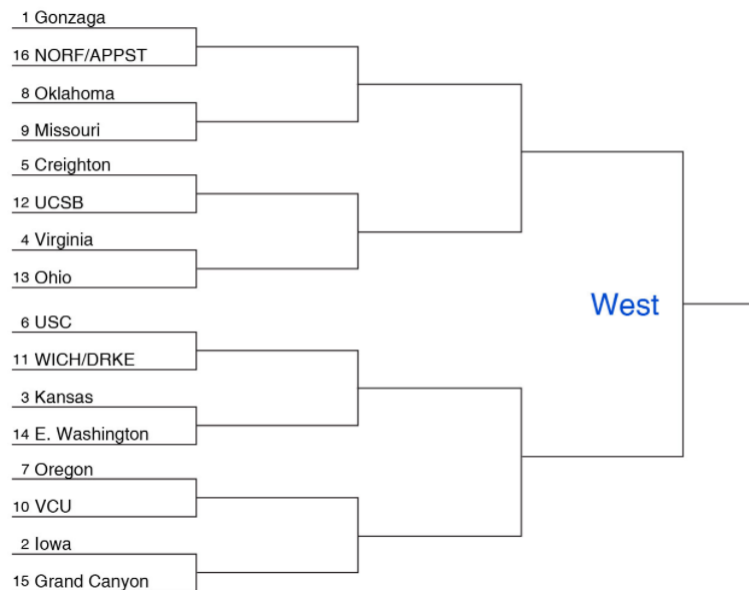 1 Gonzaga
16 NORF/APPST
8 Oklahoma
9 Missouri
5 Creighton
12 UCSB
4 Virginia
13 Ohio
West
6 USC
11 WICH/DRKE
3 Kansas
14 E. Washington
7 Oregon
10 VCU
2 Iowa
15 Grand Canyon